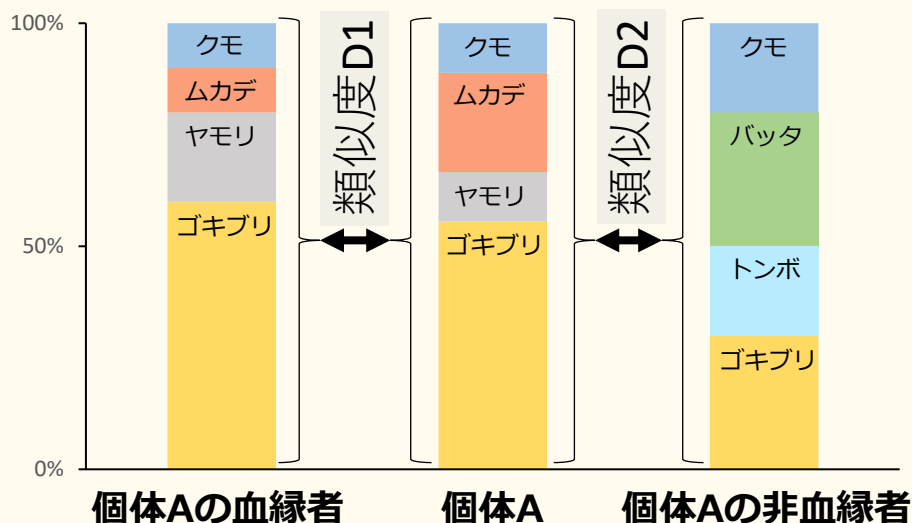 100%
50%
0%
クモ
ムカデ
ヤモリ
ゴキブリ
類似度D1
クモ
ムカデ
ヤモリ
ゴキブリ
類似度D2
クモ
バッタ
トンボ
ゴキブリ
個体Aの血縁者
個体A
個体Aの非血縁者